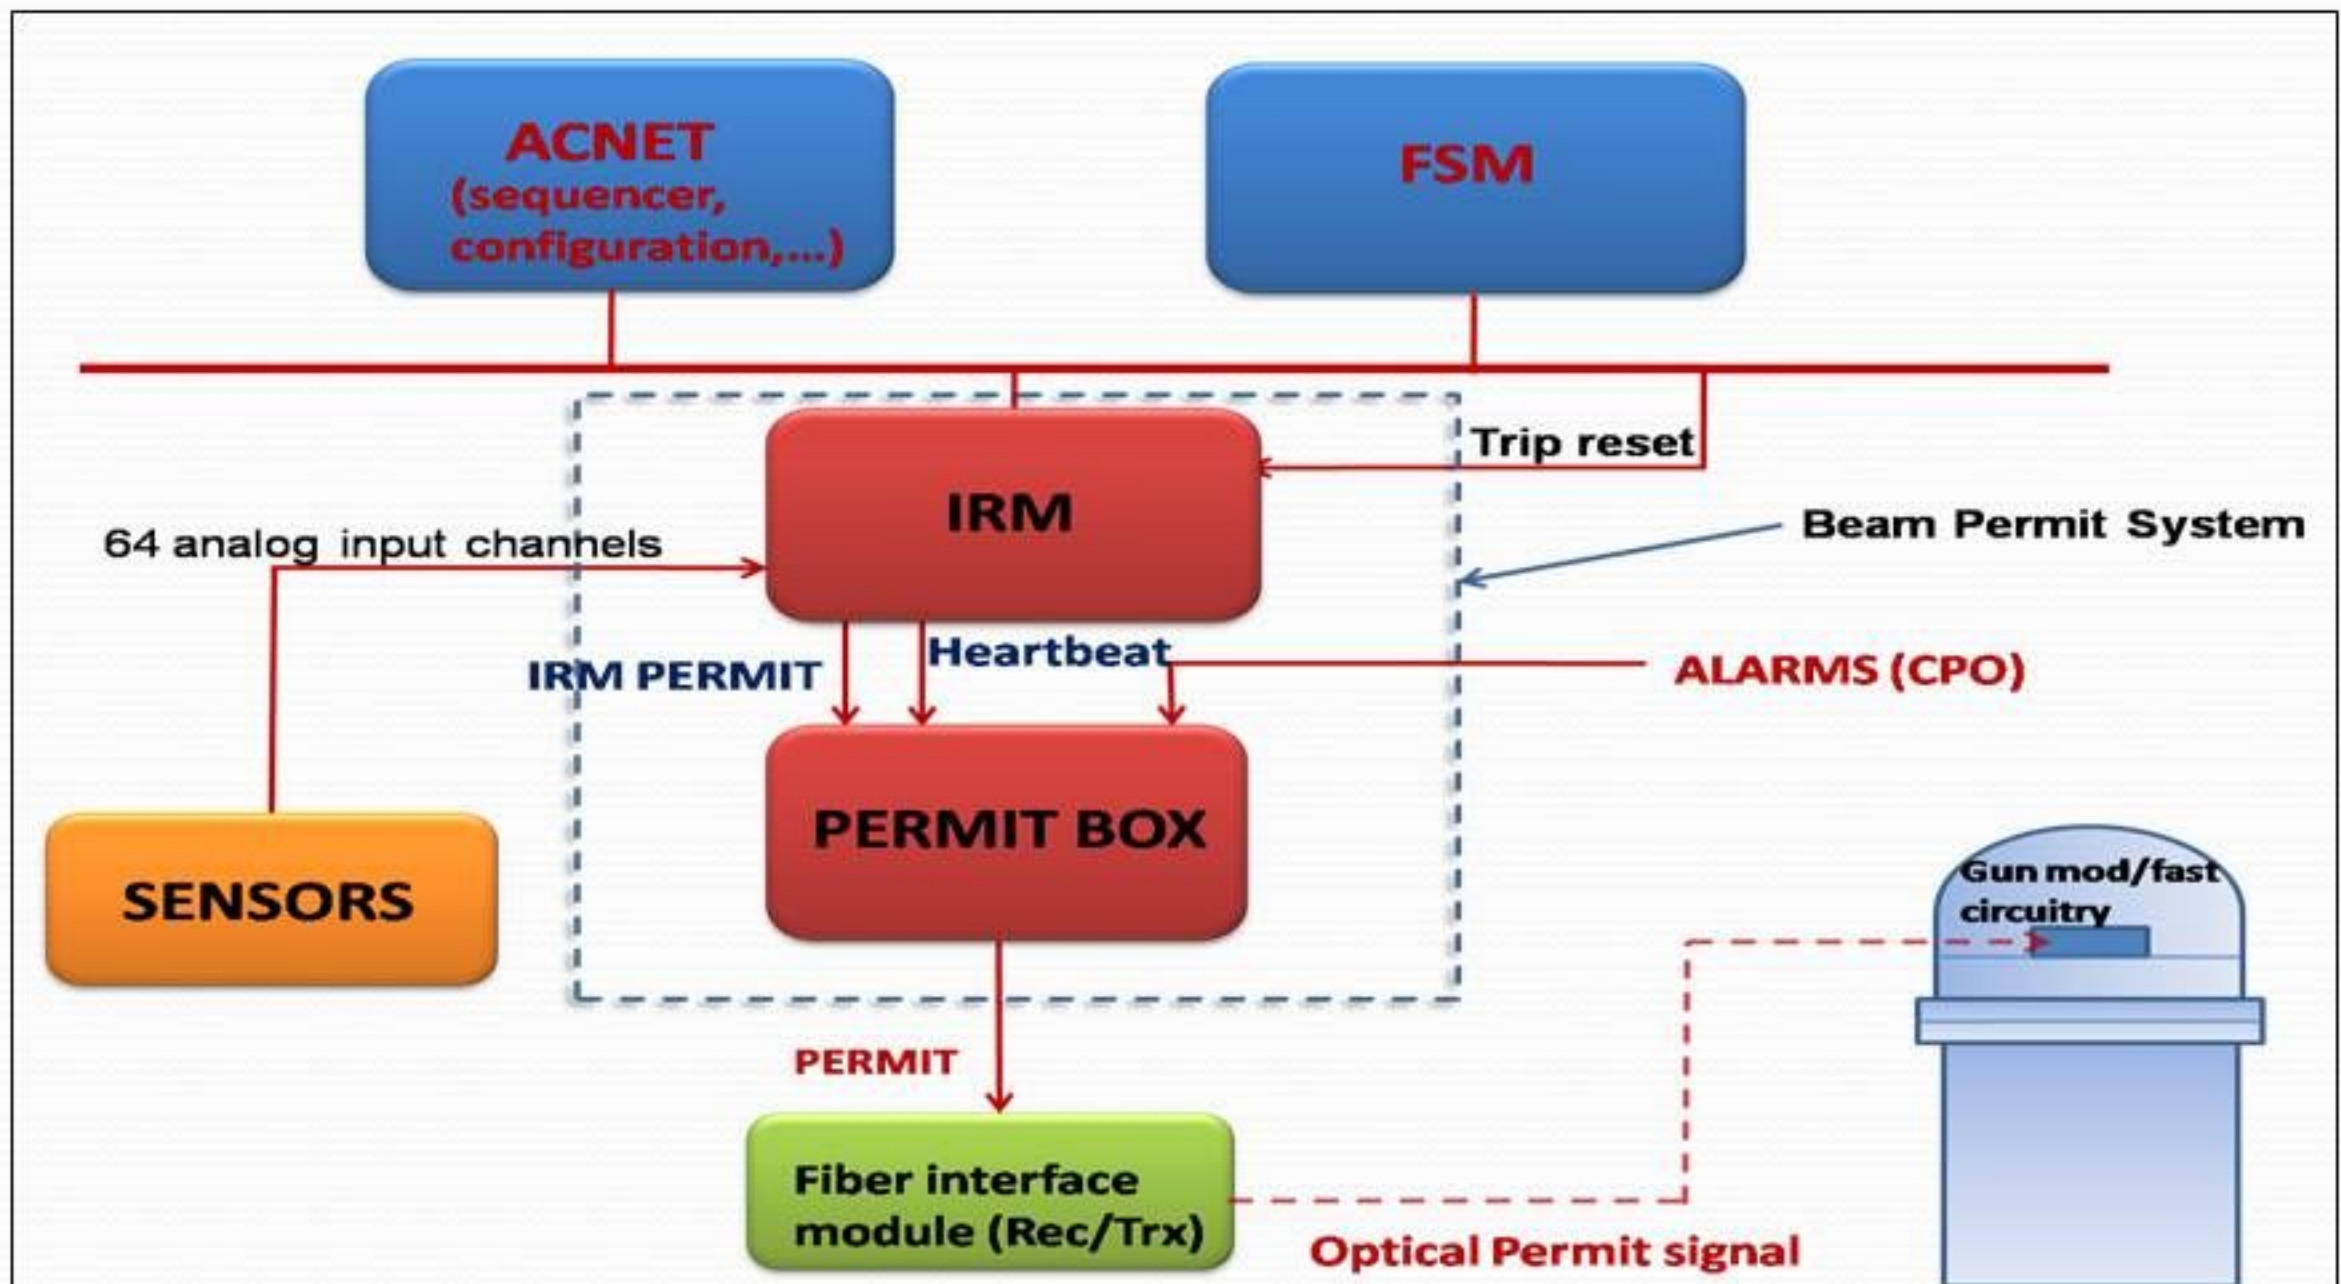 ACNET
(sequencer,
configuration,...)
FSM
Trip reset
IRM
Beam Permit System
64 analog input channels
Heartbeat
IRM PERMIT
ALARMS (CPO)
PERMIT BOX
SENSORS
Gun mod/fast
circuitry
PERMIT
Fiber interface
module (Rec/Trx)
Optical Permit signal